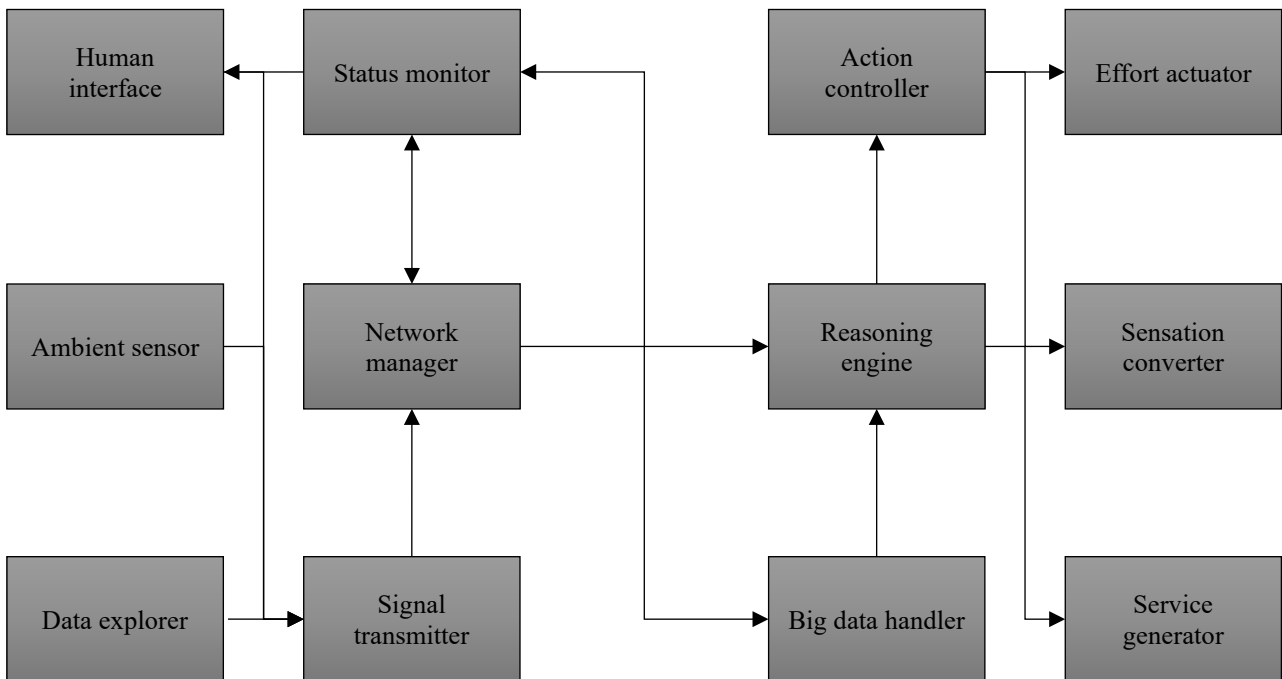 Human
interface
Status monitor
Action
controller
Effort actuator
Ambient sensor
Network
manager
Reasoning
engine
Sensation
converter
Data explorer
Signal
transmitter
Big data handler
Service
generator